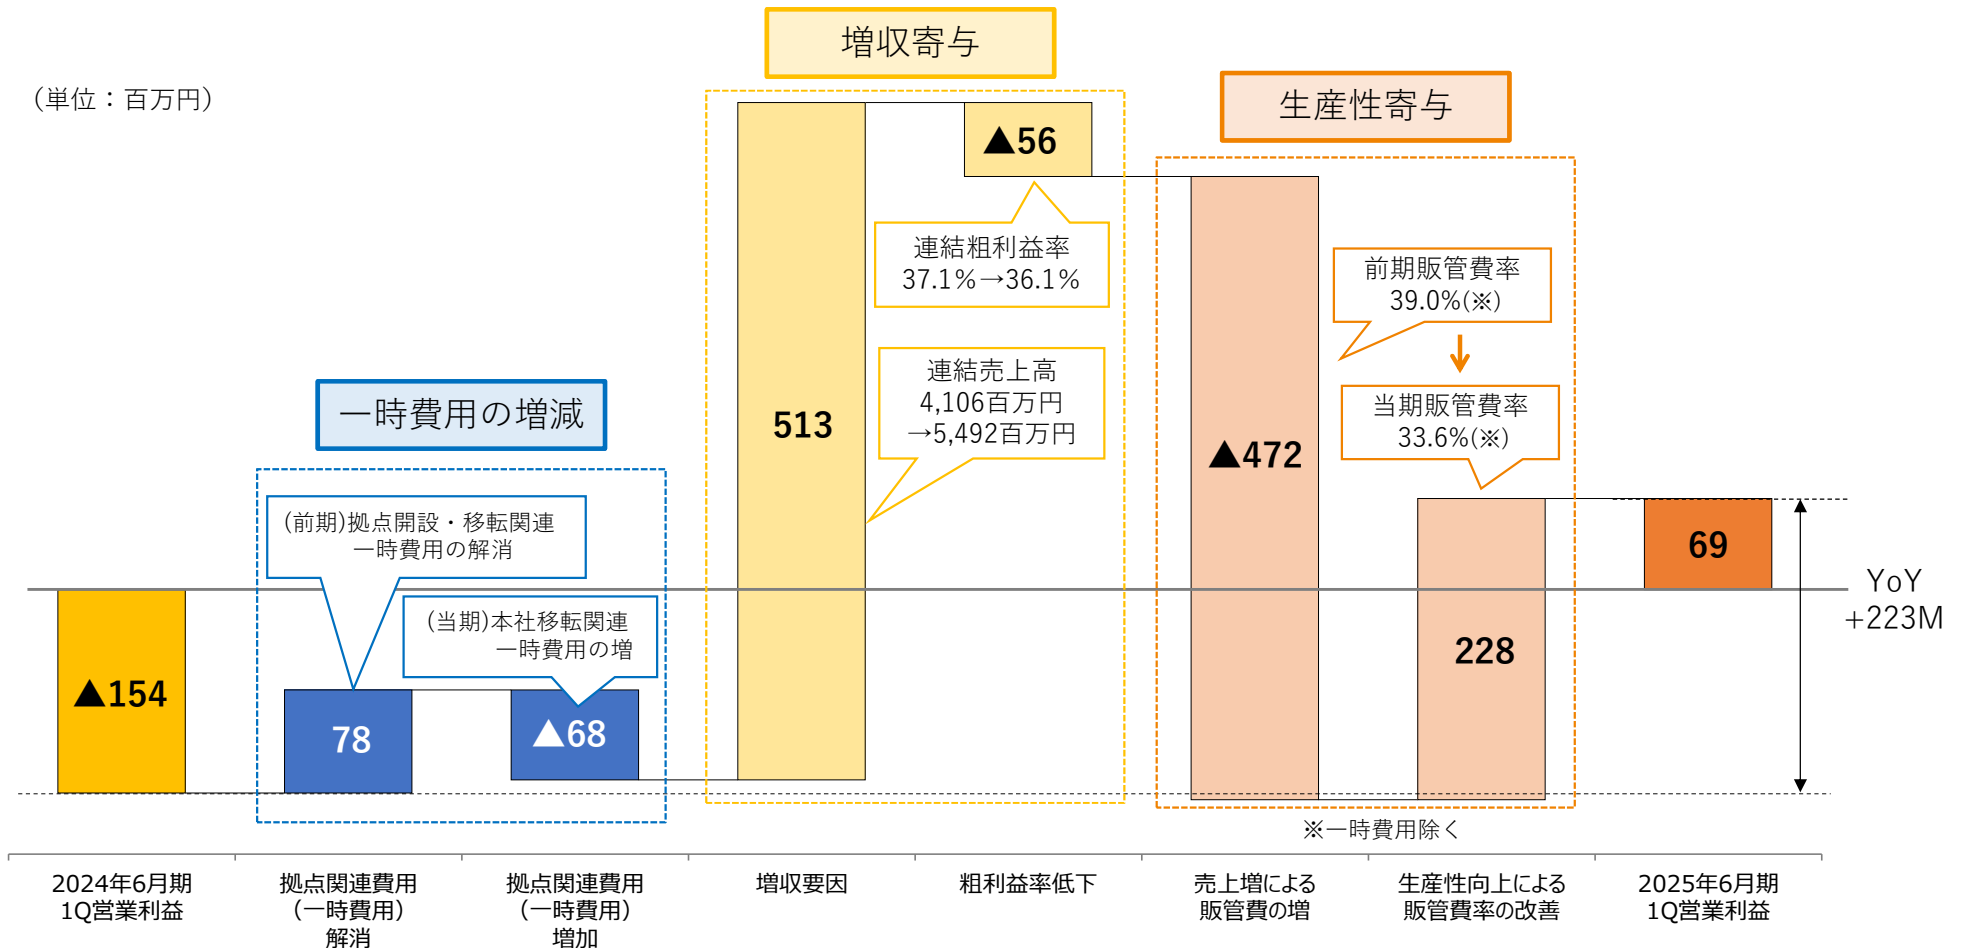 (単位：百万円)
増収寄与
生産性寄与
一時費用の増減
▲56
連結粗利益率
37.1%→36.1%
前期販管費率
39.0%(※)
連結売上高
4,106百万円
→5,492百万円
当期販管費率
33.6%(※)
513
▲472
(前期)拠点開設・移転関連
一時費用の解消
(当期)本社移転関連
一時費用の増
▲154
78
▲68
228
69
YoY
+223M
※一時費用除く
2024年6月期
1Q営業利益
拠点関連費用
(一時費用)
解消
拠点関連費用
(一時費用)
増加
増収要因
粗利益率低下
売上増による
販管費の増
生産性向上による
販管費率の改善
2025年6月期
1Q営業利益